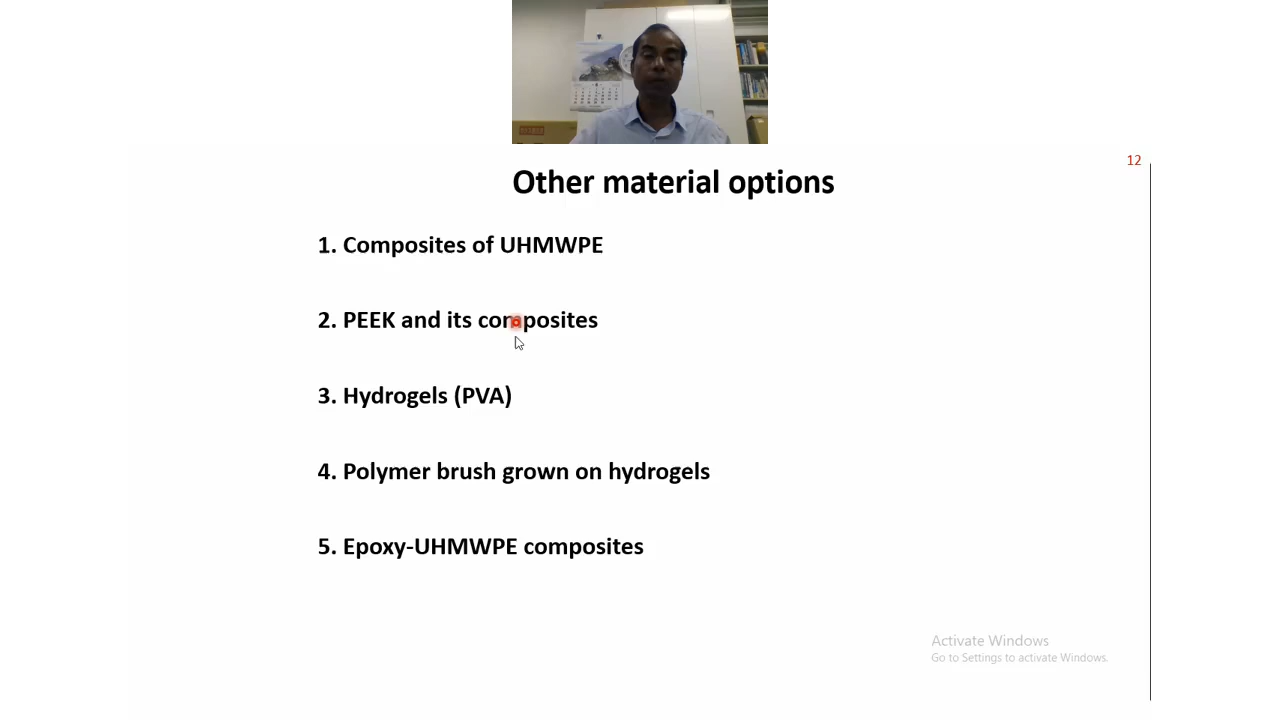 12
Other material options
1. Composites of UHMWPE
2. PEEK and its composites
3. Hydrogels (PVA)
4. Polymer brush grown on hydrogels
5. Epoxy-UHMWPE composites
Activate Windows
Go to Settings to activate Windows.